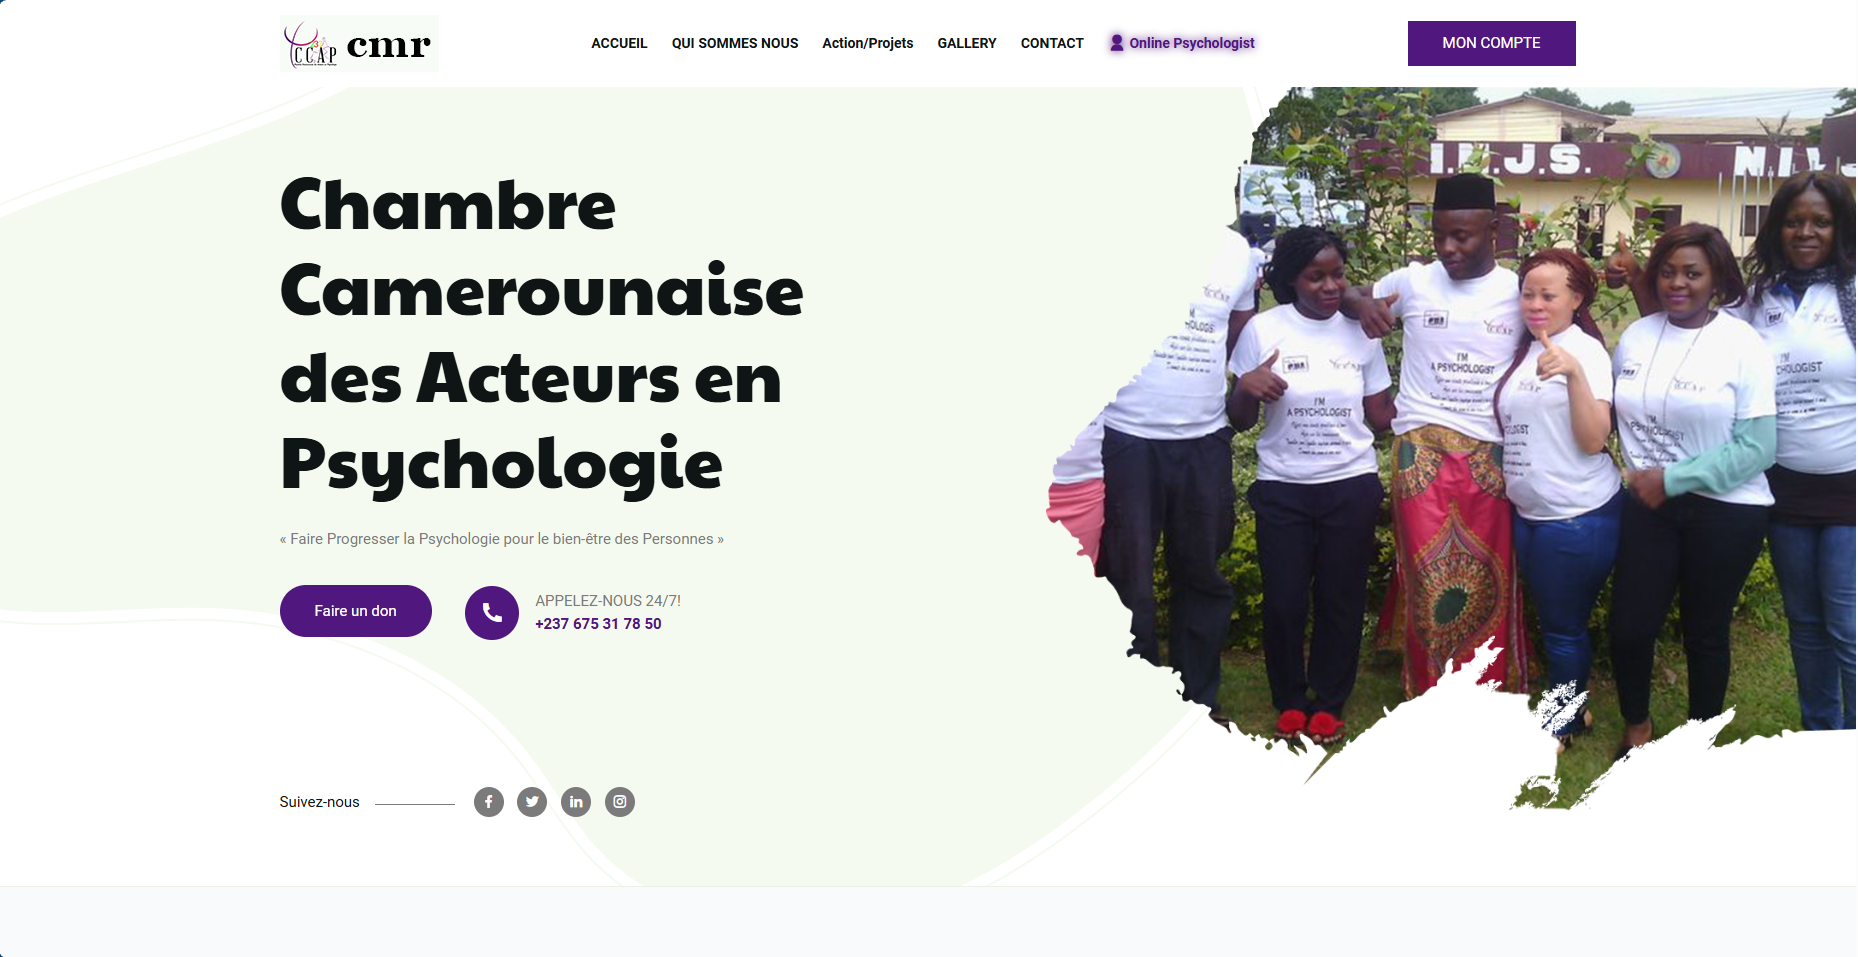 CCAP cmr
ACCUEIL
QUI SOMMES NOUS
Action/Projets
GALLERY
CONTACT
Online Psychologist
MON COMPTE
Chambre
Camerounaise
des Acteurs en
Psychologie
« Faire Progresser la Psychologie pour le bien-être des Personnes »
Faire un don
APPELEZ-NOUS 24/7!
+237 675 31 78 50
Suivez-nous
I.N.J.S.
I'M
A PSYCHOLOGIST
I'M
A PSYCHOLOGIST